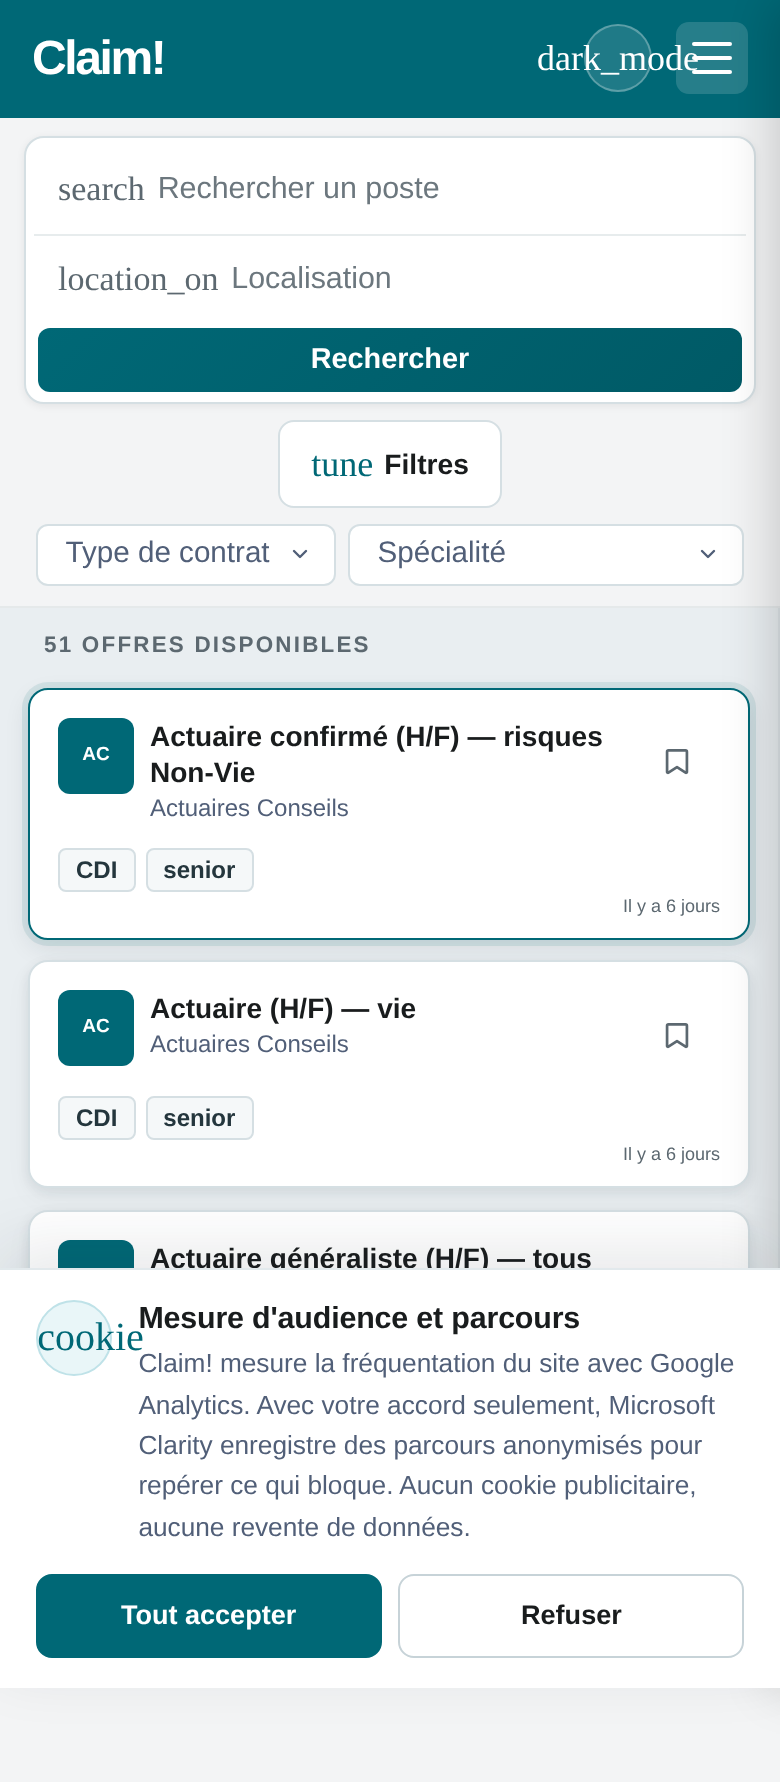 Claim!
dark_mode
search Rechercher un poste
location_on Localisation
Rechercher
tune Filtres
Type de contrat
Spécialité
51 OFFRES DISPONIBLES
AC
Actuaire confirmé (H/F) — risques
Non-Vie
Actuaires Conseils
CDI
senior
Il y a 6 jours
AC
Actuaire (H/F) — vie
Actuaires Conseils
CDI
senior
Il y a 6 jours
Actuaire généraliste (H/F) — tous
cookie
Mesure d'audience et parcours
Claim! mesure la fréquentation du site avec Google
Analytics. Avec votre accord seulement, Microsoft
Clarity enregistre des parcours anonymisés pour
repérer ce qui bloque. Aucun cookie publicitaire,
aucune revente de données.
Tout accepter
Refuser